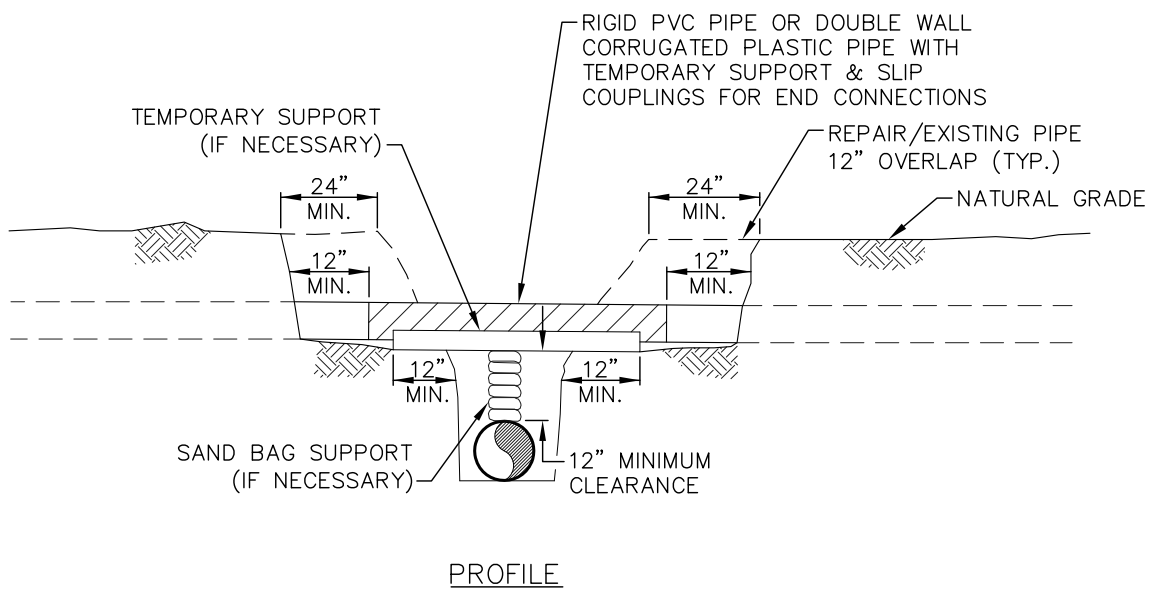 RIGID PVC PIPE OR DOUBLE WALL
CORRUGATED PLASTIC PIPE WITH
TEMPORARY SUPPORT & SLIP
COUPLINGS FOR END CONNECTIONS
TEMPORARY SUPPORT
(IF NECESSARY)
REPAIR/EXISTING PIPE
12" OVERLAP (TYP.)
24"
MIN.
24"
MIN.
NATURAL GRADE
12"
MIN.
12"
MIN.
12"
MIN.
12"
MIN.
SAND BAG SUPPORT
(IF NECESSARY)
12" MINIMUM
CLEARANCE
PROFILE